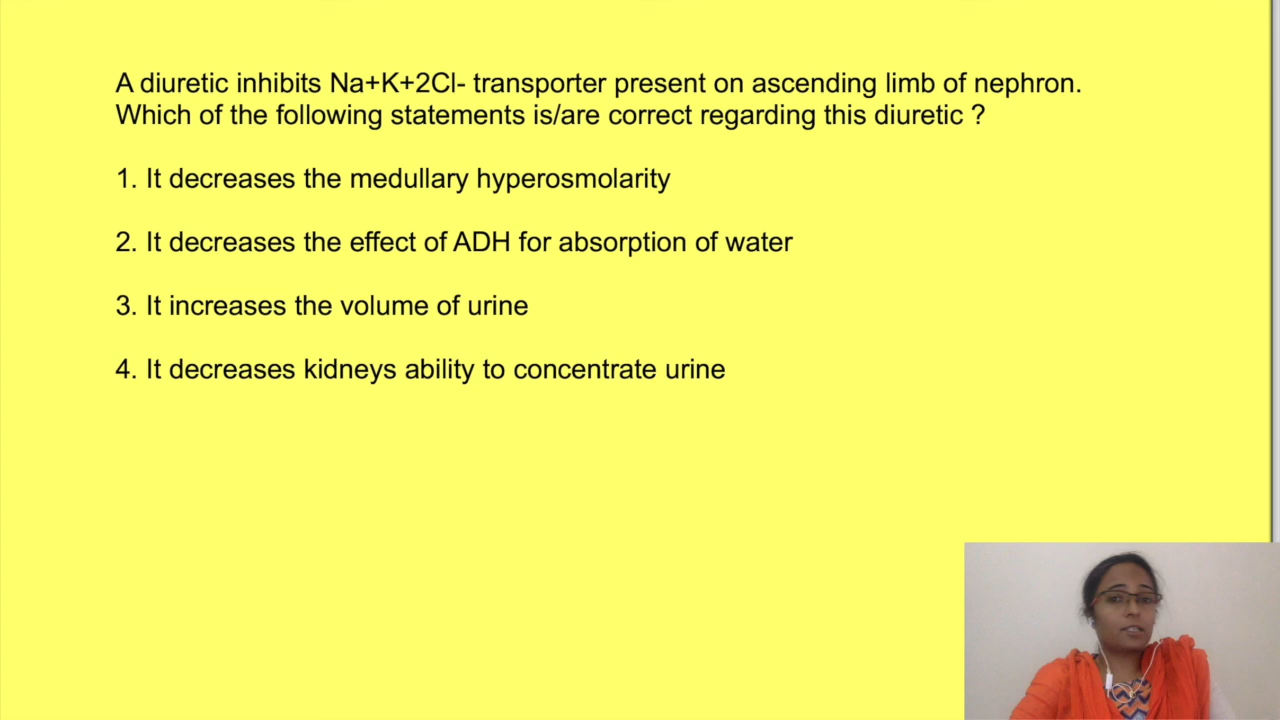 A diuretic inhibits Na+K+2Cl- transporter present on ascending limb of nephron.
Which of the following statements is/are correct regarding this diuretic ?
1. It decreases the medullary hyperosmolarity
2. It decreases the effect of ADH for absorption of water
3. It increases the volume of urine
4. It decreases kidneys ability to concentrate urine